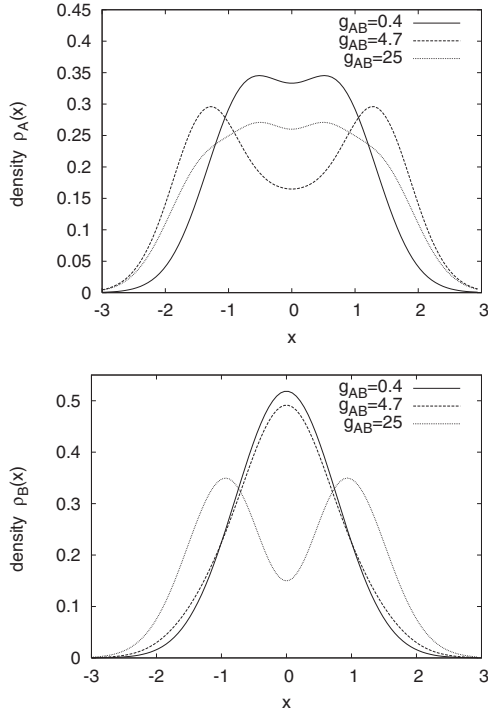 0.45
0.4
0.35
0.3
0.25
0.2
0.15
0.1
0.05
0
density ρA(x)
gAB=0.4
gAB=4.7
gAB=25
-3 -2 -1 0 1 2 3
x
0.5
0.4
0.3
0.2
0.1
0
density ρB(x)
gAB=0.4
gAB=4.7
gAB=25
-3 -2 -1 0 1 2 3
x